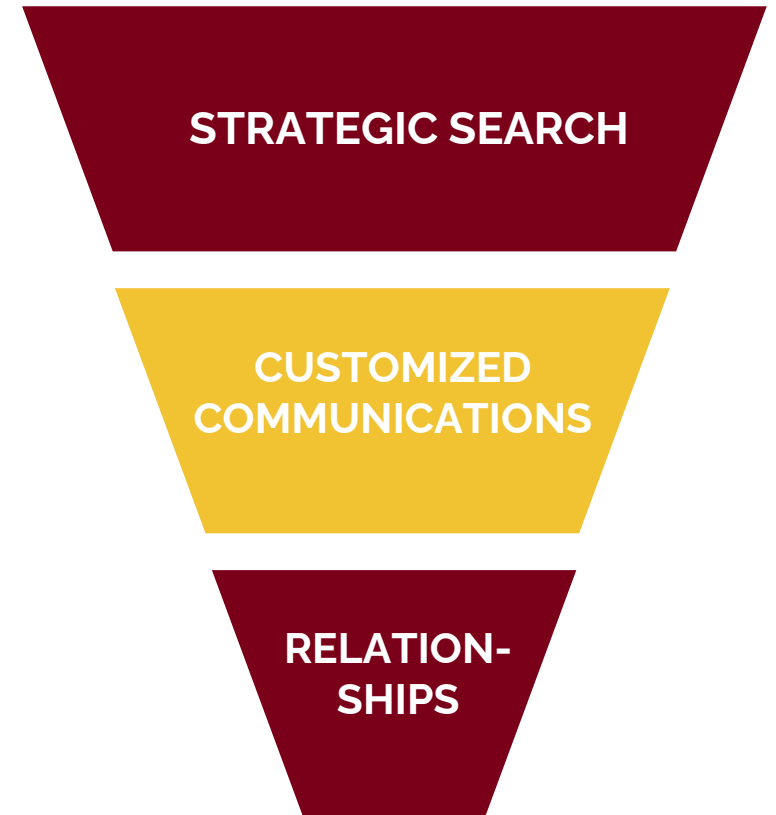 STRATEGIC SEARCH
CUSTOMIZED
COMMUNICATIONS
RELATION-
SHIPS